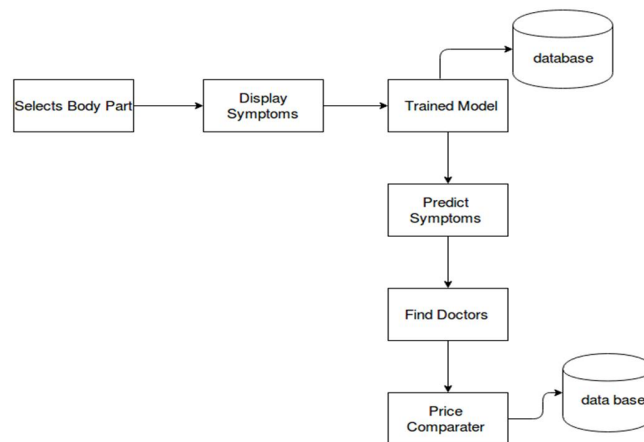 database
Selects Body Part
Display
Symptoms
Trained Model
Predict
Symptoms
Find Doctors
Price
Comparater
data base